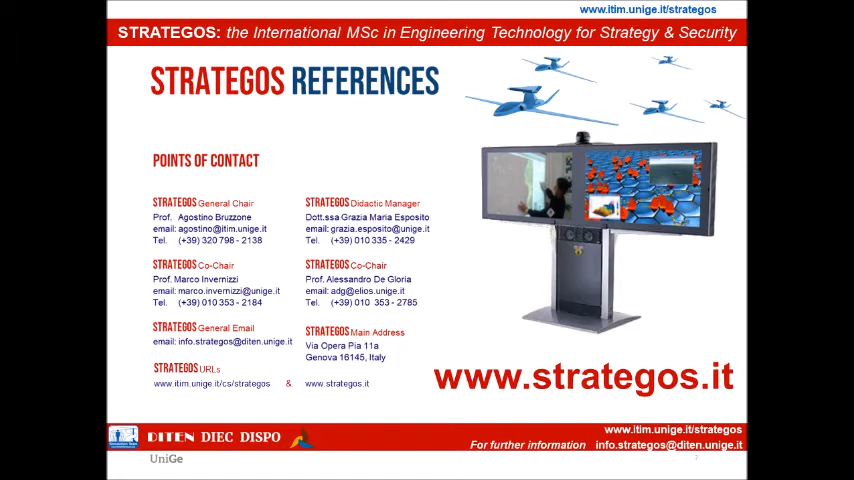 www.itim.unige.it/strategos
STRATEGOS: the International MSc in Engineering Technology for Strategy & Security
STRATEGOS REFERENCES
POINTS OF CONTACT
STRATEGOS General Chair
Prof. Agostino Bruzzone
email: agostino@itim.unige.it
Tel. (+39) 320 798 - 2138
STRATEGOS Didactic Manager
Dott.ssa Grazia Maria Esposito
email: grazia.esposito@unige.it
Tel. (+39) 010 335 - 2429
STRATEGOS Co-Chair
Prof. Marco Invernizzi
email: marco.invernizzi@unige.it
Tel. (+39) 010 353 - 2184
STRATEGOS Co-Chair
Prof. Alessandro De Gloria
email: adg@elios.unige.it
Tel. (+39) 010 353 - 2785
STRATEGOS General Email
email: info.strategos@diten.unige.it
STRATEGOS Main Address
Via Opera Pia 11a
Genova 16145, Italy
STRATEGOS URLs
www.itim.unige.it/cs/strategos & www.strategos.it
www.strategos.it
DITEN DIEC DISPO
www.itim.unige.it/strategos
For further information info.strategos@diten.unige.it
UniGe
7